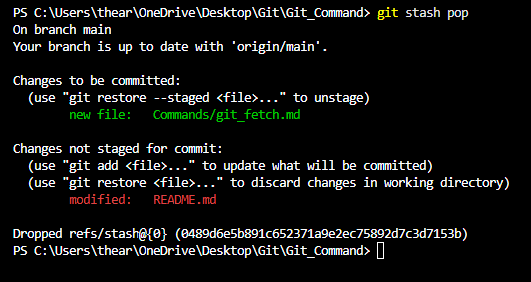 PS C:\Users\thear\OneDrive\Desktop\Git\Git_Command> git stash pop
On branch main
Your branch is up to date with 'origin/main'.
Changes to be committed:
  (use "git restore --staged <file>..." to unstage)
        new file:   Commands/git_fetch.md
Changes not staged for commit:
  (use "git add <file>..." to update what will be committed)
  (use "git restore <file>..." to discard changes in working directory)
        modified:   README.md
Dropped refs/stash@{0} (0489d6e5b891c652371a9e2ec75892d7c3d7153b)
PS C:\Users\thear\OneDrive\Desktop\Git\Git_Command>